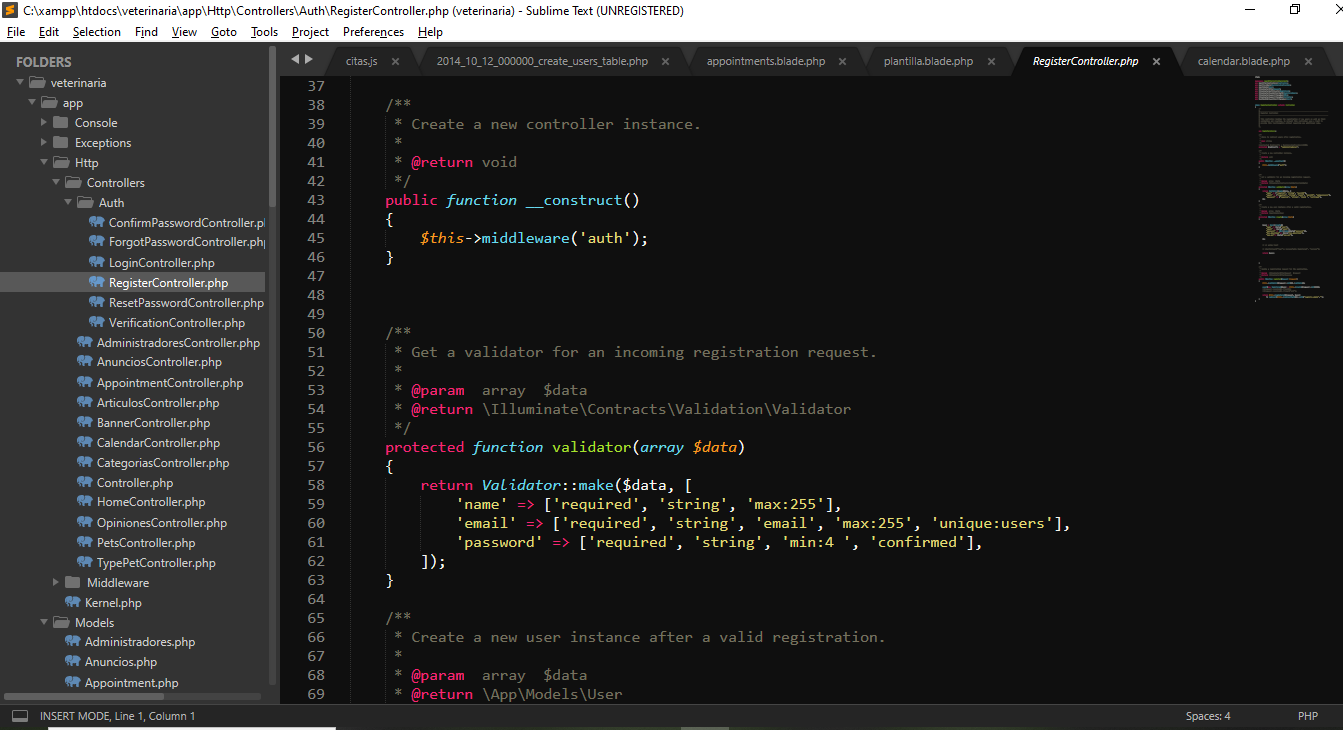 C:\xampp\htdocs\veterinaria\app\Http\Controllers\Auth\RegisterController.php (veterinaria) - Sublime Text (UNREGISTERED)
File Edit Selection Find View Goto Tools Project Preferences Help
FOLDERS
veterinaria
app
Console
Exceptions
Http
Controllers
Auth
ConfirmPasswordController.pl
ForgotPasswordController.php
LoginController.php
RegisterController.php
ResetPasswordController.php
VerificationController.php
AdministradoresController.php
AnunciosController.php
AppointmentController.php
ArticulosController.php
BannerController.php
CalendarController.php
CategoriasController.php
Controller.php
HomeController.php
OpinionesController.php
PetsController.php
TypePetController.php
Middleware
Kernel.php
Models
Administradores.php
Anuncios.php
Appointment.php
citas.js
2014_10_12_000000_create_users_table.php
appointments.blade.php
plantilla.blade.php
RegisterController.php
calendar.blade.php
37
38 /**
39 * Create a new controller instance.
40 *
41 * @return void
42 */
43 public function __construct()
44 {
45 $this->middleware('auth');
46 }
47
48
49
50 /**
51 * Get a validator for an incoming registration request.
52 *
53 * @param  array  $data
54 * @return \Illuminate\Contracts\Validation\Validator
55 */
56 protected function validator(array $data)
57 {
58 return Validator::make($data, [
59 'name' => ['required', 'string', 'max:255'],
60 'email' => ['required', 'string', 'email', 'max:255', 'unique:users'],
61 'password' => ['required', 'string', 'min:4 ', 'confirmed'],
62 ]);
63 }
64
65 /**
66 * Create a new user instance after a valid registration.
67 *
68 * @param  array  $data
69 * @return \App\Models\User
INSERT MODE, Line 1, Column 1
Spaces: 4
PHP